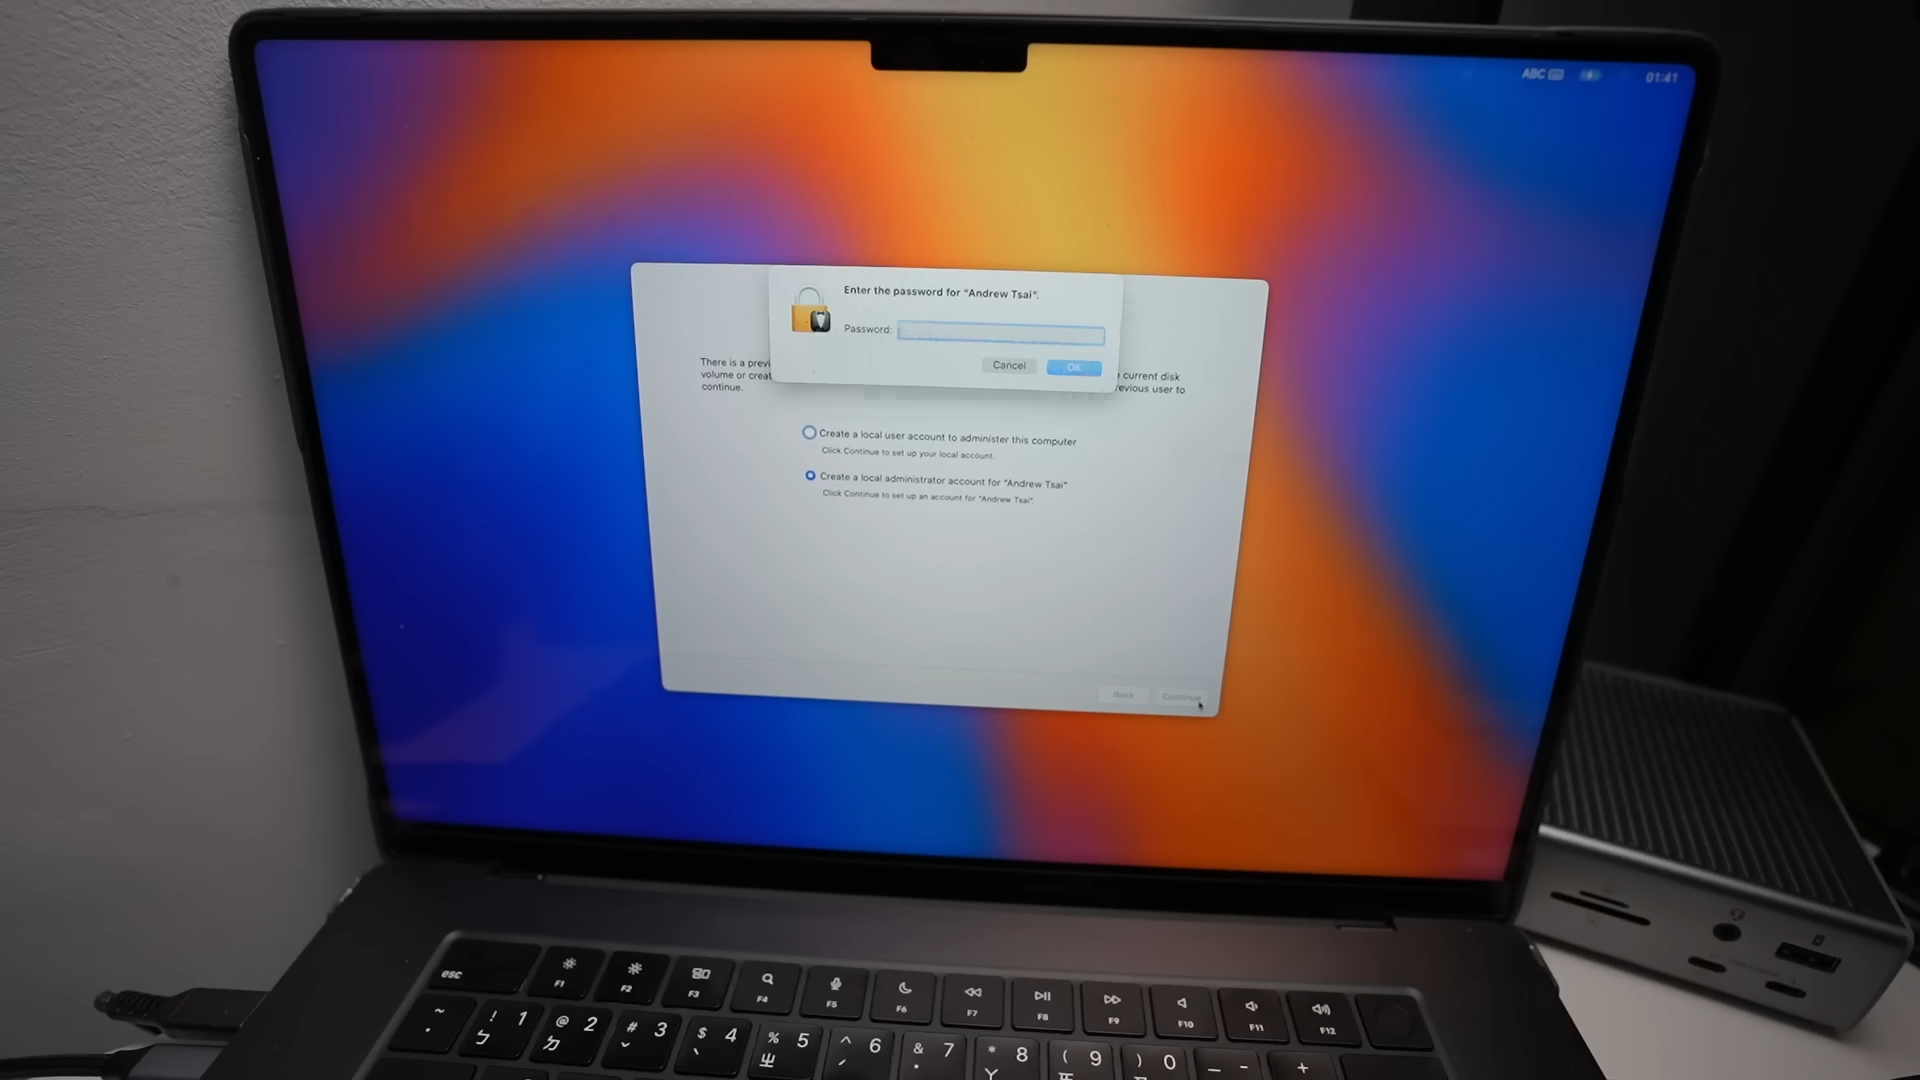 ABC
01:41
Enter the password for "Andrew Tsai".
Password:
Cancel
OK
There is a previ
volume or creat
continue.
current disk
evious user to
Create a local user account to administer this computer
Click Continue to set up your local account.
Create a local administrator account for "Andrew Tsai"
Click Continue to set up an account for "Andrew Tsai".
Back
Continue
esc
F1
F2
F3
F4
F5
F6
F7
F8
F9
F10
F11
F12
~
! 1
ㄅ
@ 2
ㄉ
# 3
ˇ
$ 4
ˋ
% 5
ㄓ
^ 6
ˊ
& 7
˙
* 8
ㄚ
( 9
ㄞ
) 0
_ -
+